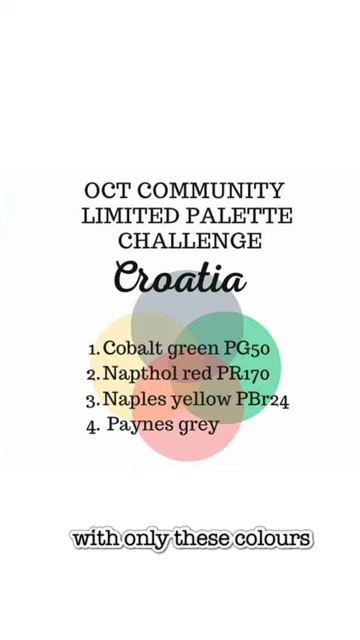 OCT COMMUNITY
LIMITED PALETTE
CHALLENGE
Croatia
1. Cobalt green PG50
2. Napthol red PR170
3. Naples yellow PBr24
4. Paynes grey
with only these colours